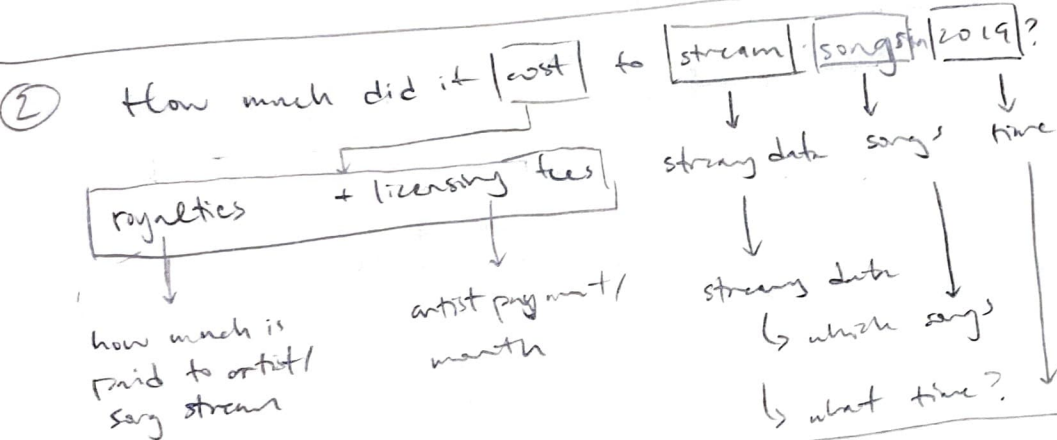 ② How much did it cost to stream songs in 2019?
streaming data songs time
royalties + licensing fees
how much is
paid to artist/
song stream
artist payment/
month
streaming data
↳ which songs
↳ what time?